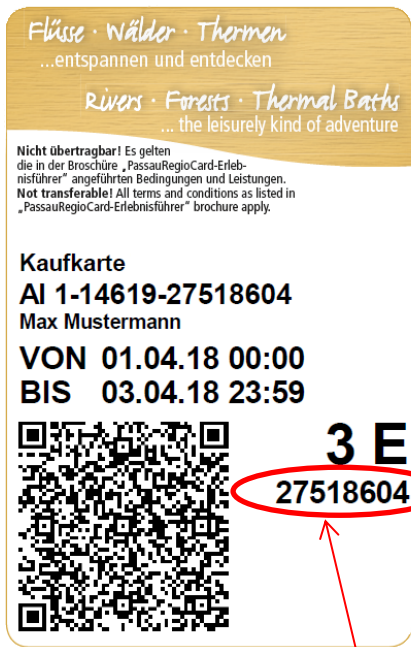 Flüsse · Wälder · Thermen
...entspannen und entdecken
Rivers · Forests · Thermal Baths
... the leisurely kind of adventure
Nicht übertragbar! Es gelten
die in der Broschüre „PassauRegioCard-Erleb-
nisführer" angeführten Bedingungen und Leistungen.
Not transferable! All terms and conditions as listed in
„PassauRegioCard-Erlebnisführer" brochure apply.
Kaufkarte
AI 1-14619-27518604
Max Mustermann
VON 01.04.18 00:00
BIS 03.04.18 23:59
3 E
27518604